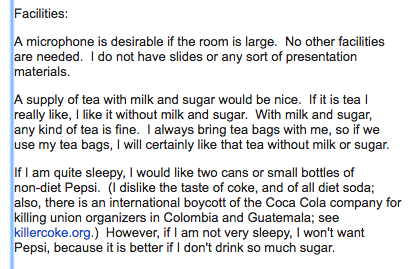 Facilities:
A microphone is desirable if the room is large.  No other facilities
are needed.  I do not have slides or any sort of presentation
materials.
A supply of tea with milk and sugar would be nice.  If it is tea I
really like, I like it without milk and sugar.  With milk and sugar,
any kind of tea is fine.  I always bring tea bags with me, so if we
use my tea bags, I will certainly like that tea without milk or sugar.
If I am quite sleepy, I would like two cans or small bottles of
non-diet Pepsi.  (I dislike the taste of coke, and of all diet soda;
also, there is an international boycott of the Coca Cola company for
killing union organizers in Colombia and Guatemala; see
killercoke.org.)  However, if I am not very sleepy, I won't want
Pepsi, because it is better if I don't drink so much sugar.